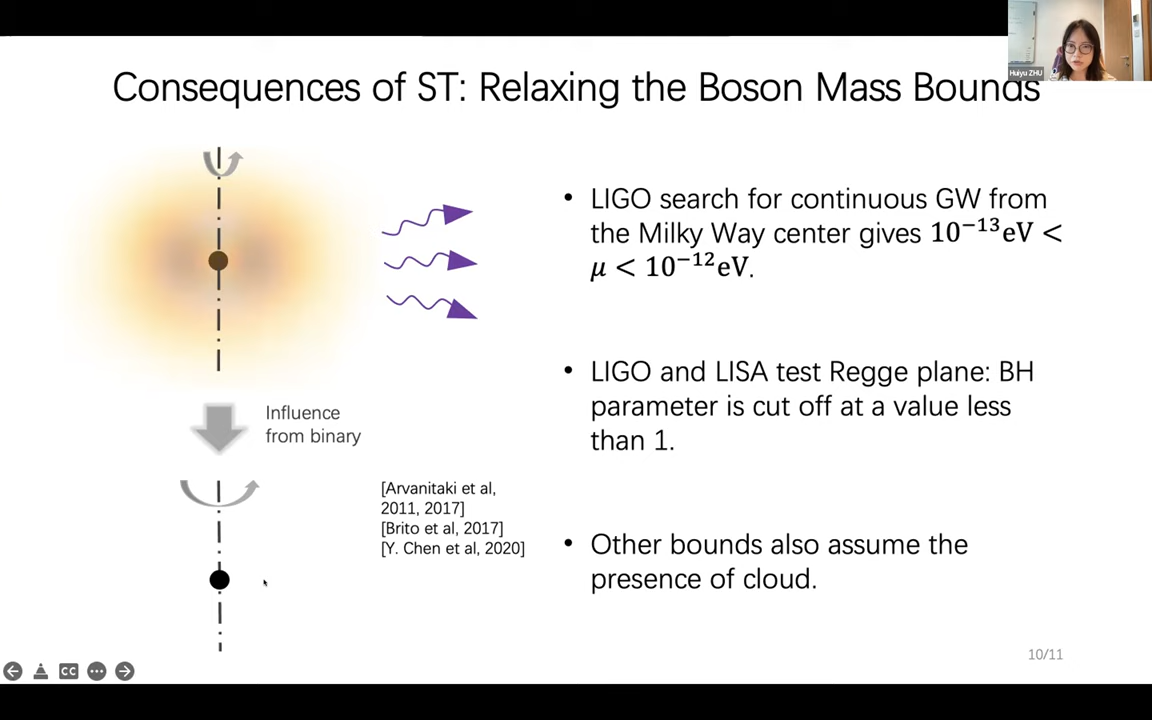 Huiyu ZHU
Consequences of ST: Relaxing the Boson Mass Bounds
• LIGO search for continuous GW from
the Milky Way center gives 10⁻¹³eV <
μ < 10⁻¹²eV.
Influence
from binary
• LIGO and LISA test Regge plane: BH
parameter is cut off at a value less
than 1.
[Arvanitaki et al,
2011, 2017]
[Brito et al, 2017]
[Y. Chen et al, 2020]
• Other bounds also assume the
presence of cloud.
10/11
CC